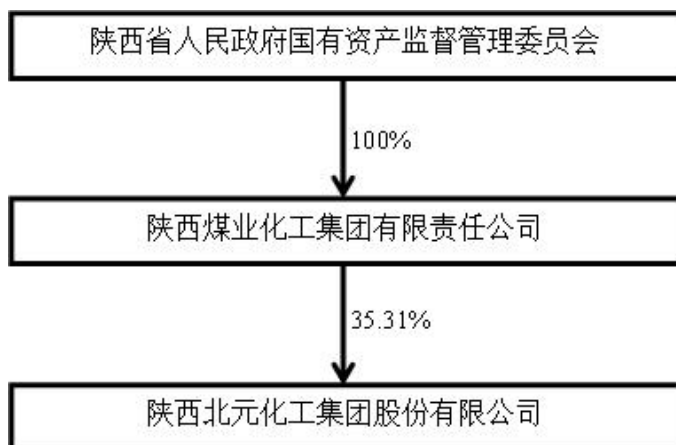 陕西省人民政府国有资产监督管理委员会
100%
陕西煤业化工集团有限责任公司
35.31%
陕西北元化工集团股份有限公司